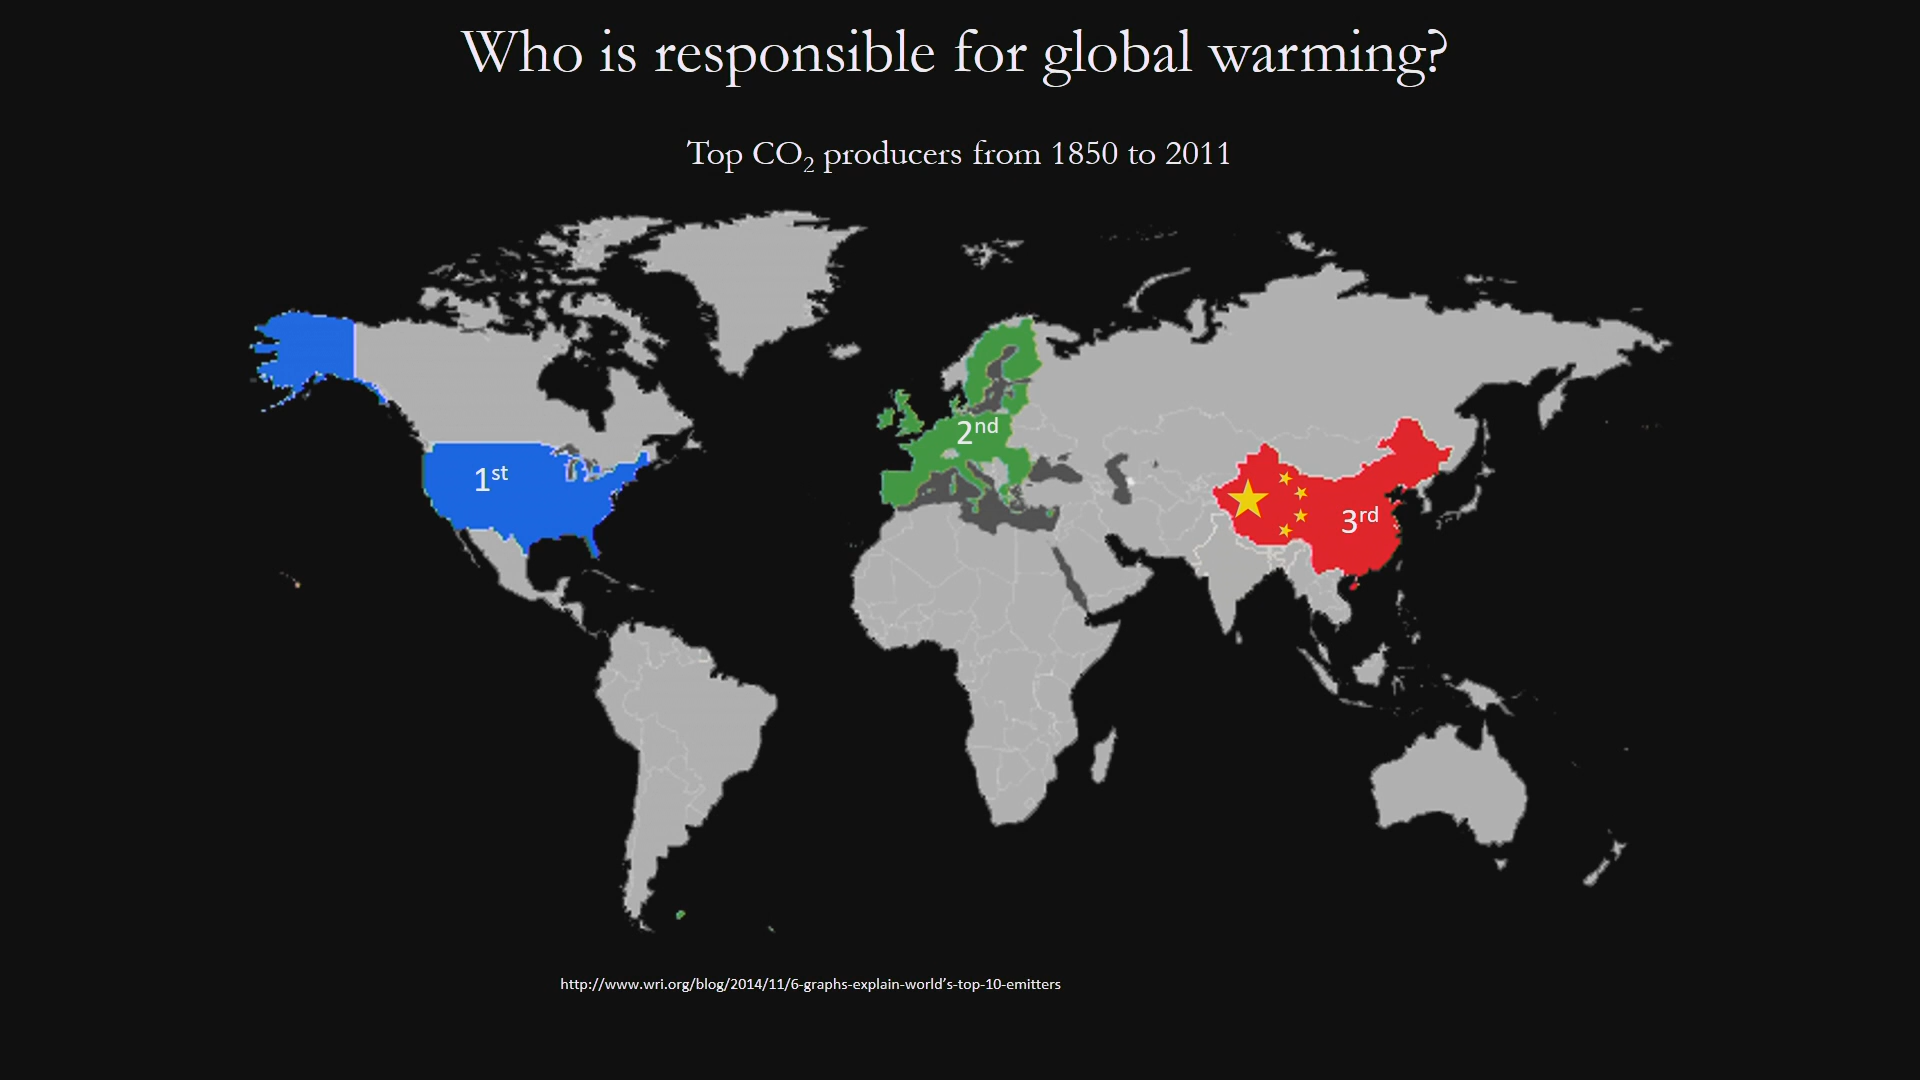 Who is responsible for global warming?
Top CO₂ producers from 1850 to 2011
1st
2nd
3rd
http://www.wri.org/blog/2014/11/6-graphs-explain-world’s-top-10-emitters